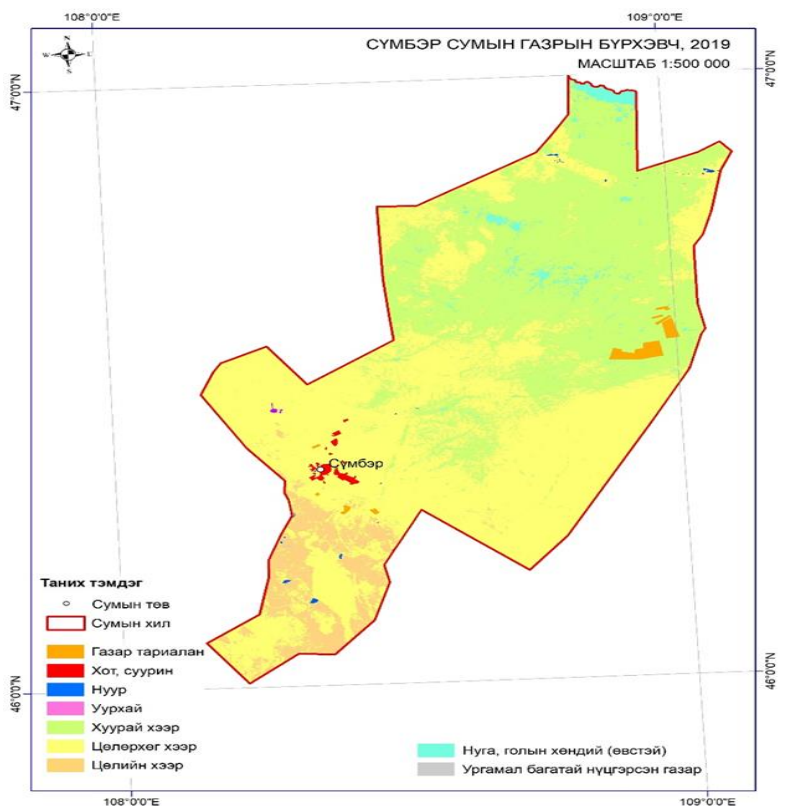 108°0'0"E
109°0'0"E
N
W
E
S
СҮМБЭР СУМЫН ГАЗРЫН БҮРХЭВЧ, 2019
МАСШТАБ 1:500 000
47°0'0"N
47°0'0"N
Сүмбэр
Таних тэмдэг
Сумын төв
Сумын хил
Газар тариалан
Хот, суурин
Нуур
Уурхай
Хуурай хээр
Цөлөрхөг хээр
Цөлийн хээр
Нуга, голын хөндий (өвстэй)
Ургамал багатай нүцгэрсэн газар
46°0'0"N
46°0'0"N
108°0'0"E
109°0'0"E